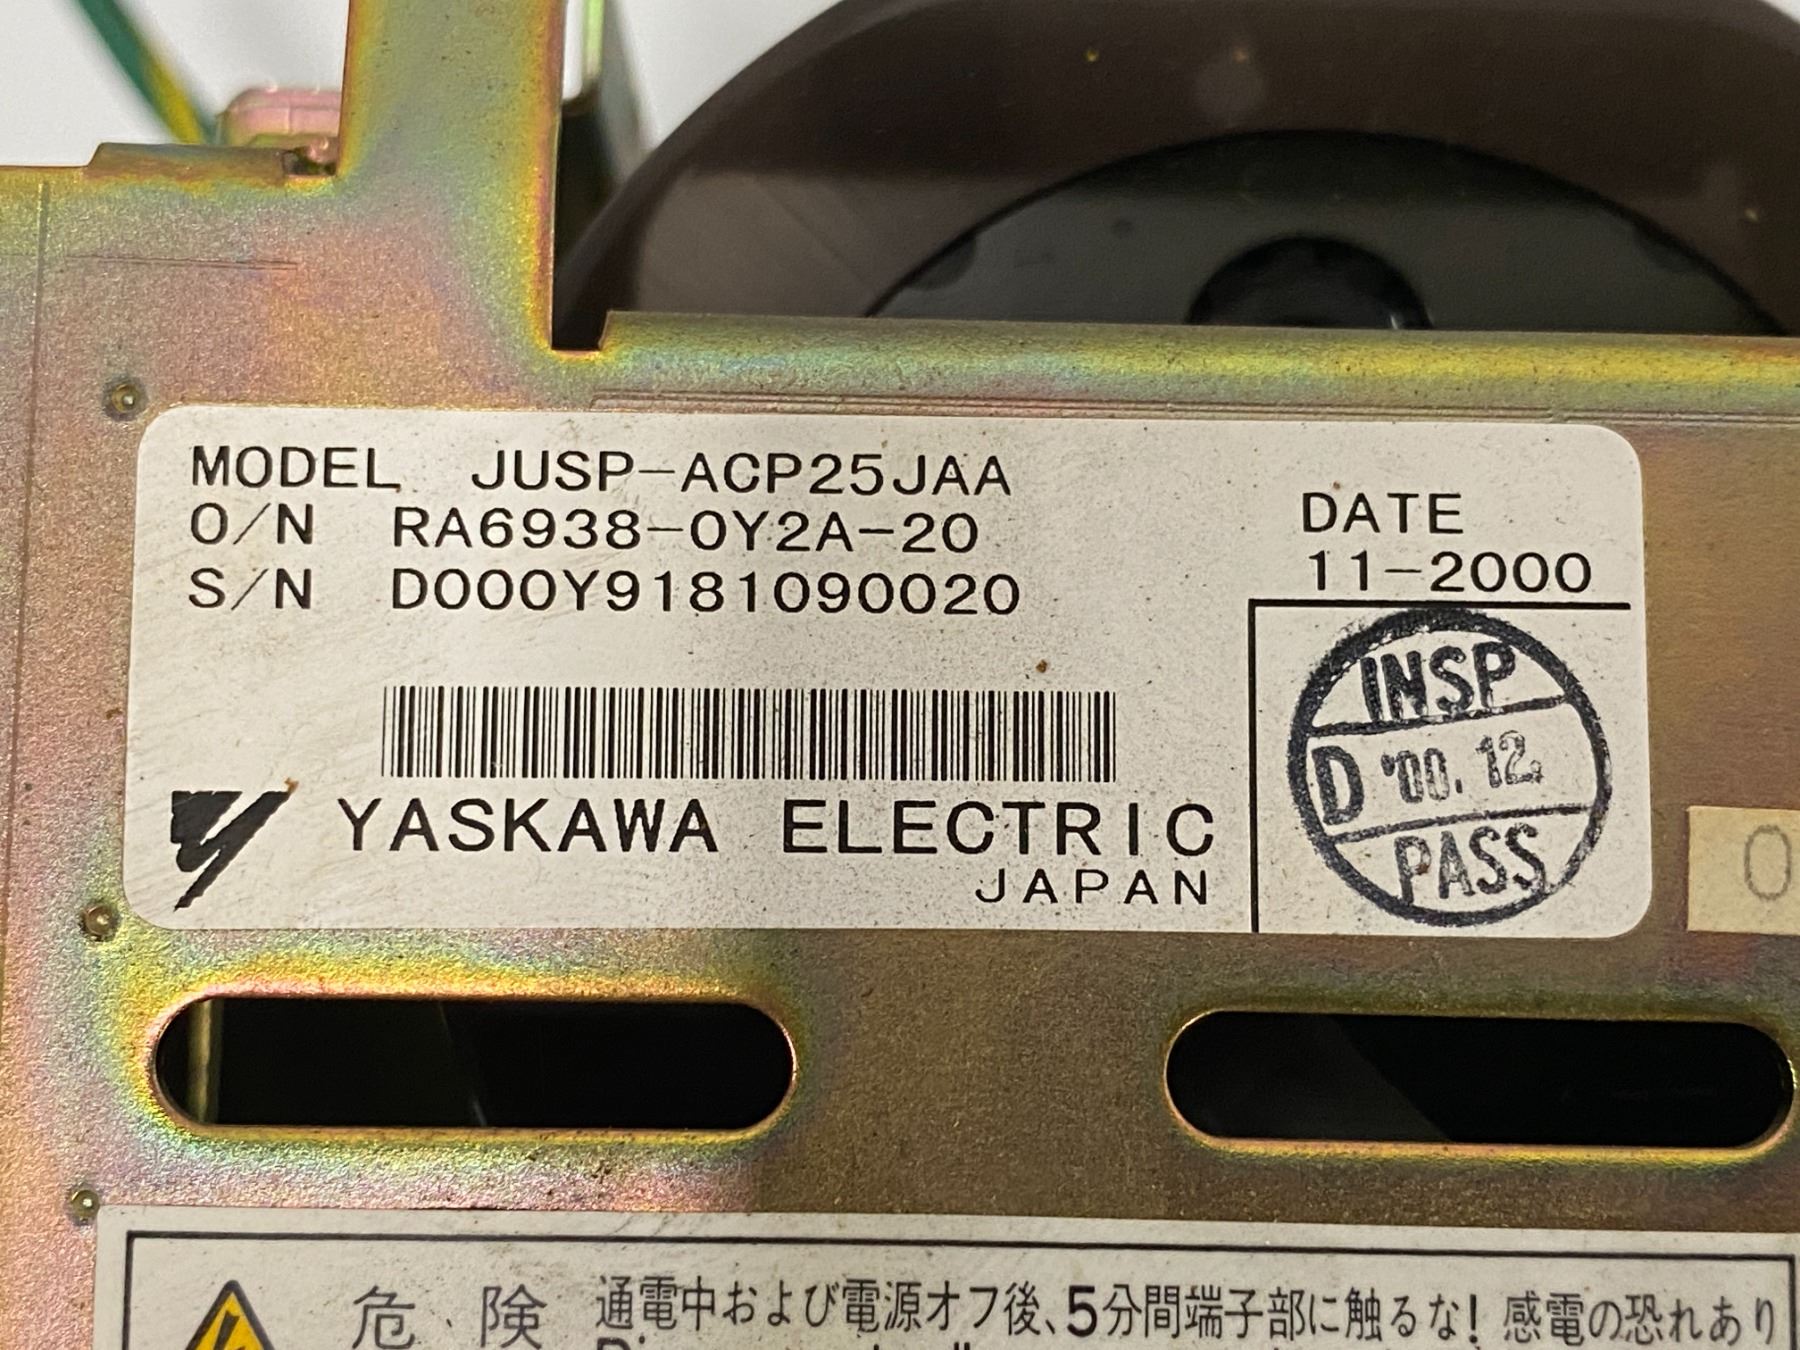 MODEL JUSP-ACP25JAA
O/N RA6938-0Y2A-20
S/N D000Y9181090020
DATE
11-2000
INSP
D '00.12.
PASS
YASKAWA ELECTRIC
JAPAN
0
危険
通電中および電源オフ後、5分間端子部に触るな! 感電の恐れあり